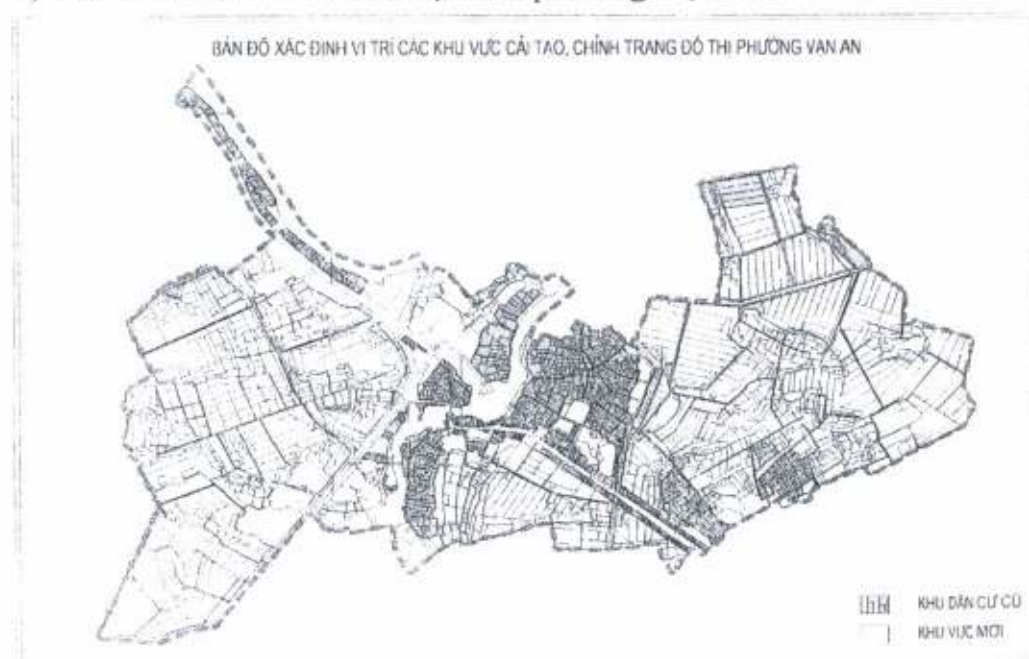 BẢN ĐỒ XÁC ĐỊNH VỊ TRÍ CÁC KHU VỰC CẢI TẠO, CHỈNH TRANG ĐÔ THỊ PHƯỜNG VẠN AN
KHU DÂN CƯ CŨ
KHU VỰC MỚI